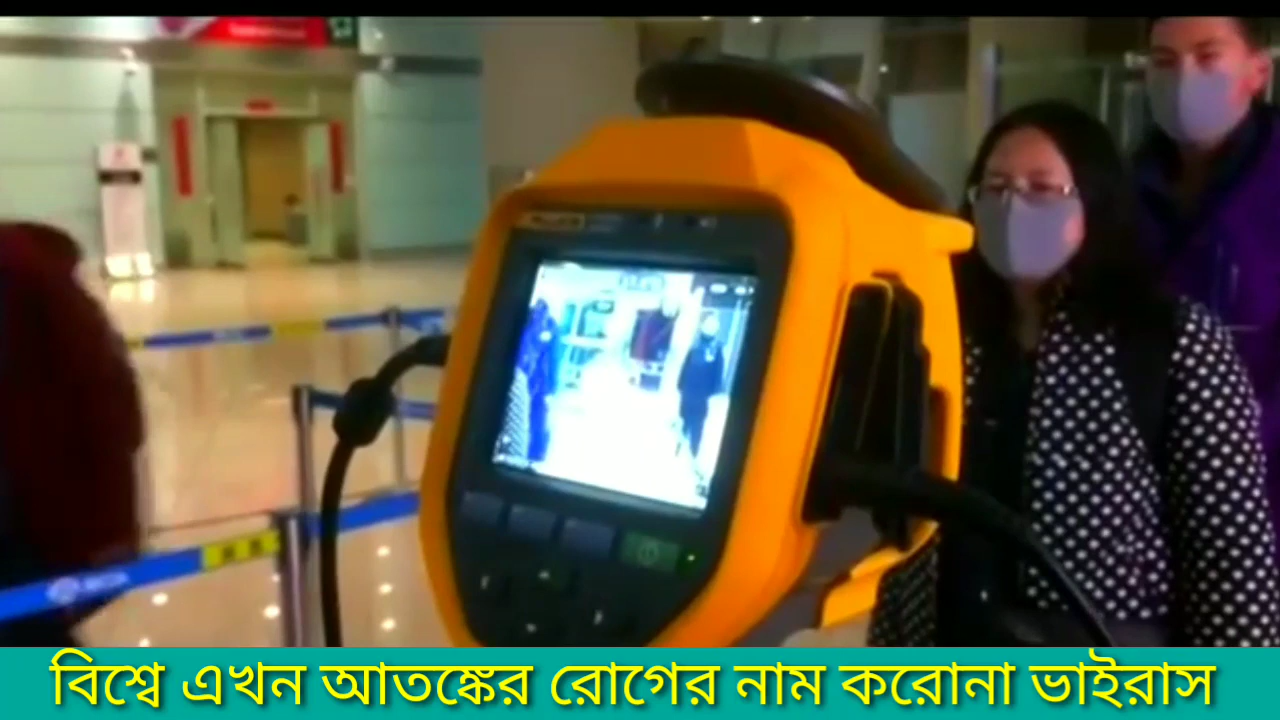 বিশ্বে এখন আতঙ্কের রোগের নাম করোনা ভাইরাস